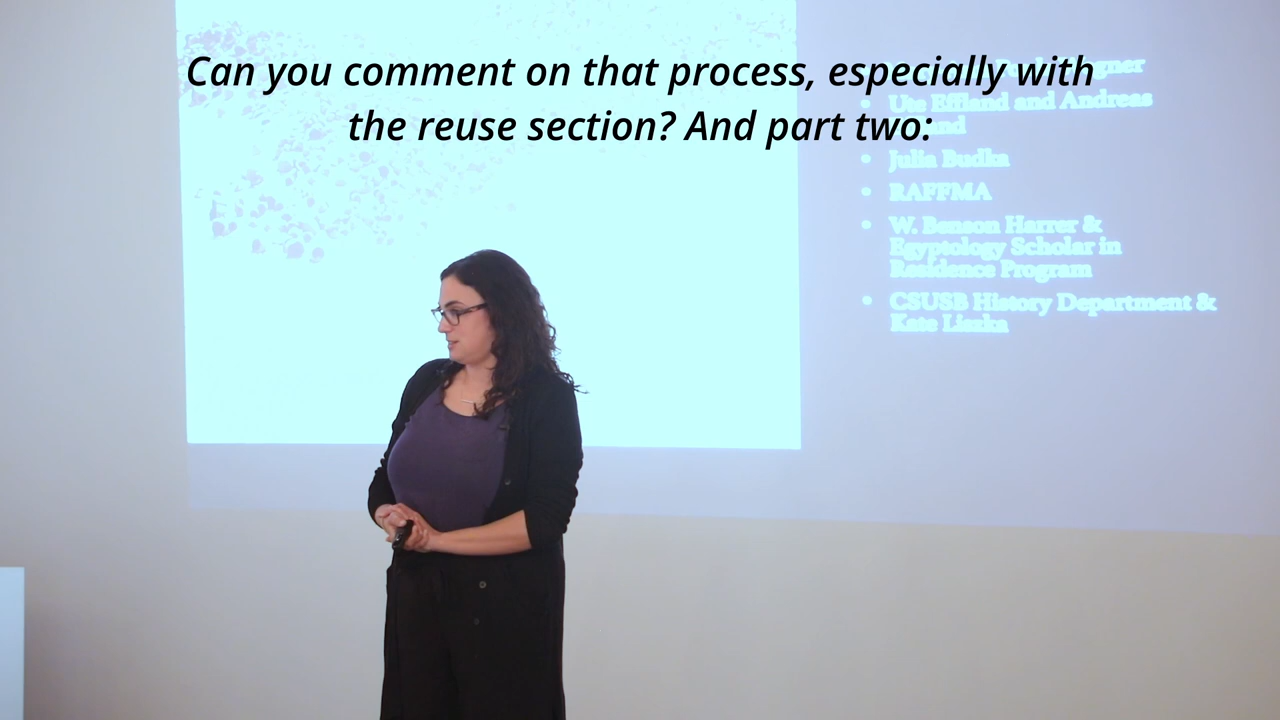 Can you comment on that process, especially with
the reuse section? And part two:
Ute Effland and Andreas
Julia Budka
RAFFMA
W. Benson Harrer &
Egyptology Scholar in
Residence Program
CSUSB History Department &
Kate Liszka